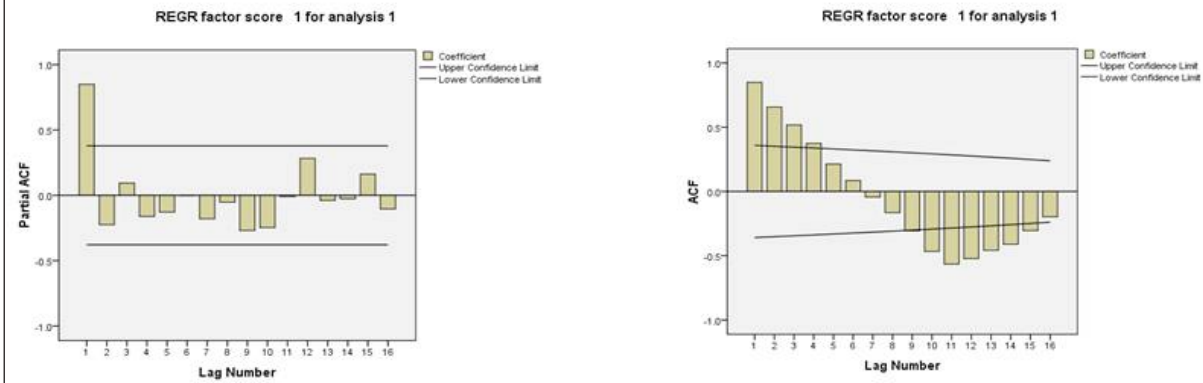 REGR factor score 1 for analysis 1
Coefficient
Upper Confidence Limit
Lower Confidence Limit
1.0
0.5
0.0
-0.5
-1.0
Partial ACF
1 2 3 4 5 6 7 8 9 10 11 12 13 14 15 16
Lag Number
REGR factor score 1 for analysis 1
Coefficient
Upper Confidence Limit
Lower Confidence Limit
1.0
0.5
0.0
-0.5
-1.0
ACF
1 2 3 4 5 6 7 8 9 10 11 12 13 14 15 16
Lag Number